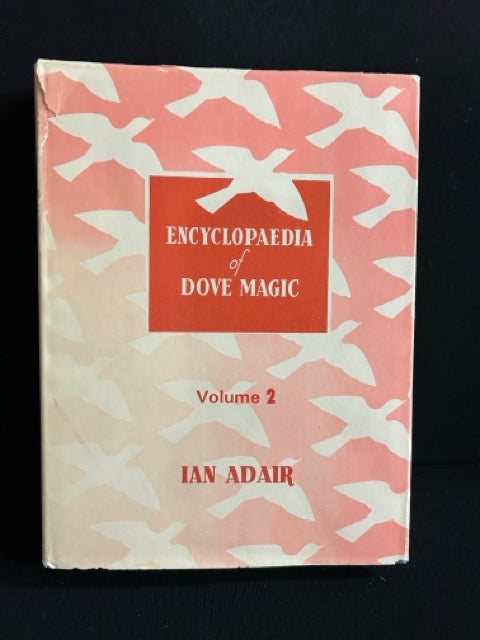 ENCYCLOPAEDIA
of
DOVE MAGIC
Volume 2
IAN ADAIR